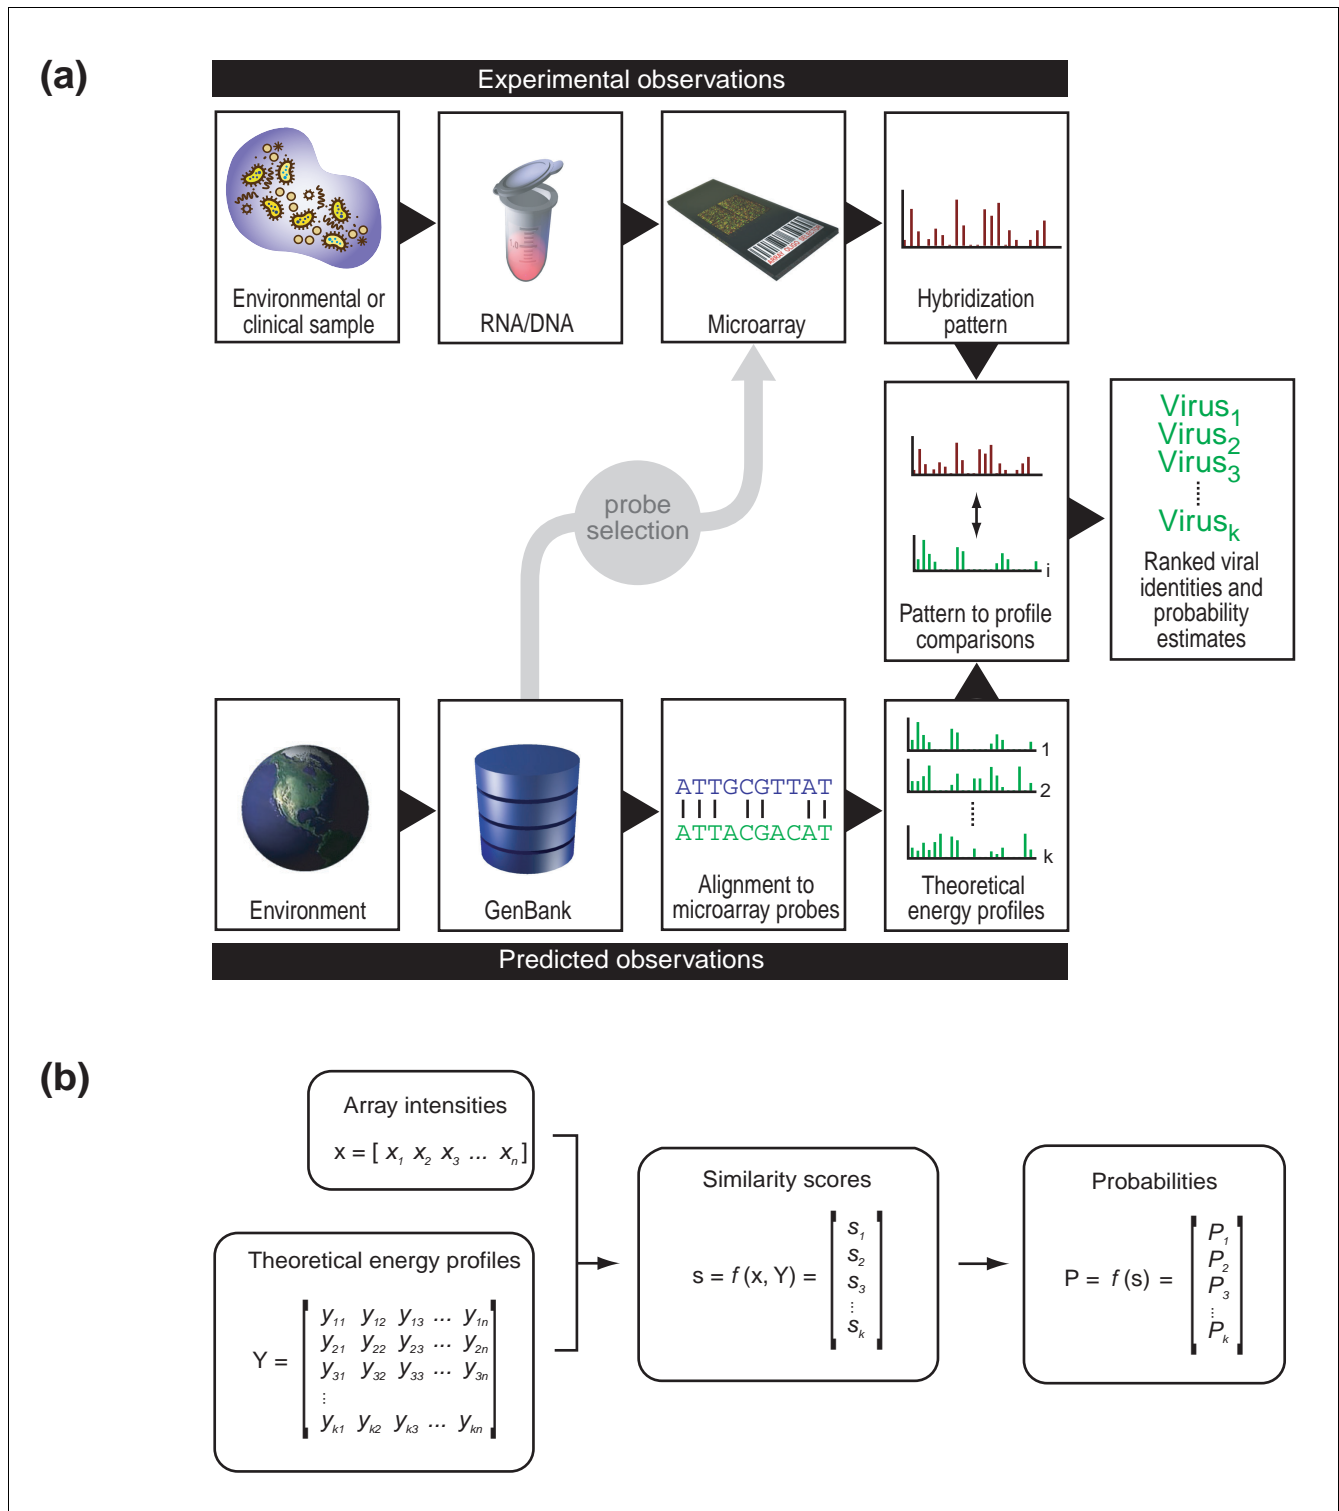 (a)
Experimental observations
Environmental or
clinical sample
1.0
RNA/DNA
Microarray
Hybridization
pattern
probe
selection
i
Pattern to profile
comparisons
Virus1
Virus2
Virus3
Virusk
Ranked viral
identities and
probability
estimates
Environment
GenBank
ATTGCGTTAT
ATTACGACAT
Alignment to
microarray probes
1
2
k
Theoretical
energy profiles
Predicted observations
(b)
Array intensities
x = [ x1 x2 x3 ... xn ]
Theoretical energy profiles
Y =
y11 y12 y13 ... y1n
y21 y22 y23 ... y2n
y31 y32 y33 ... y3n
⋮
yk1 yk2 yk3 ... ykn
Similarity scores
s = f (x, Y) =
s1
s2
s3
⋮
sk
Probabilities
P = f (s) =
P1
P2
P3
⋮
Pk